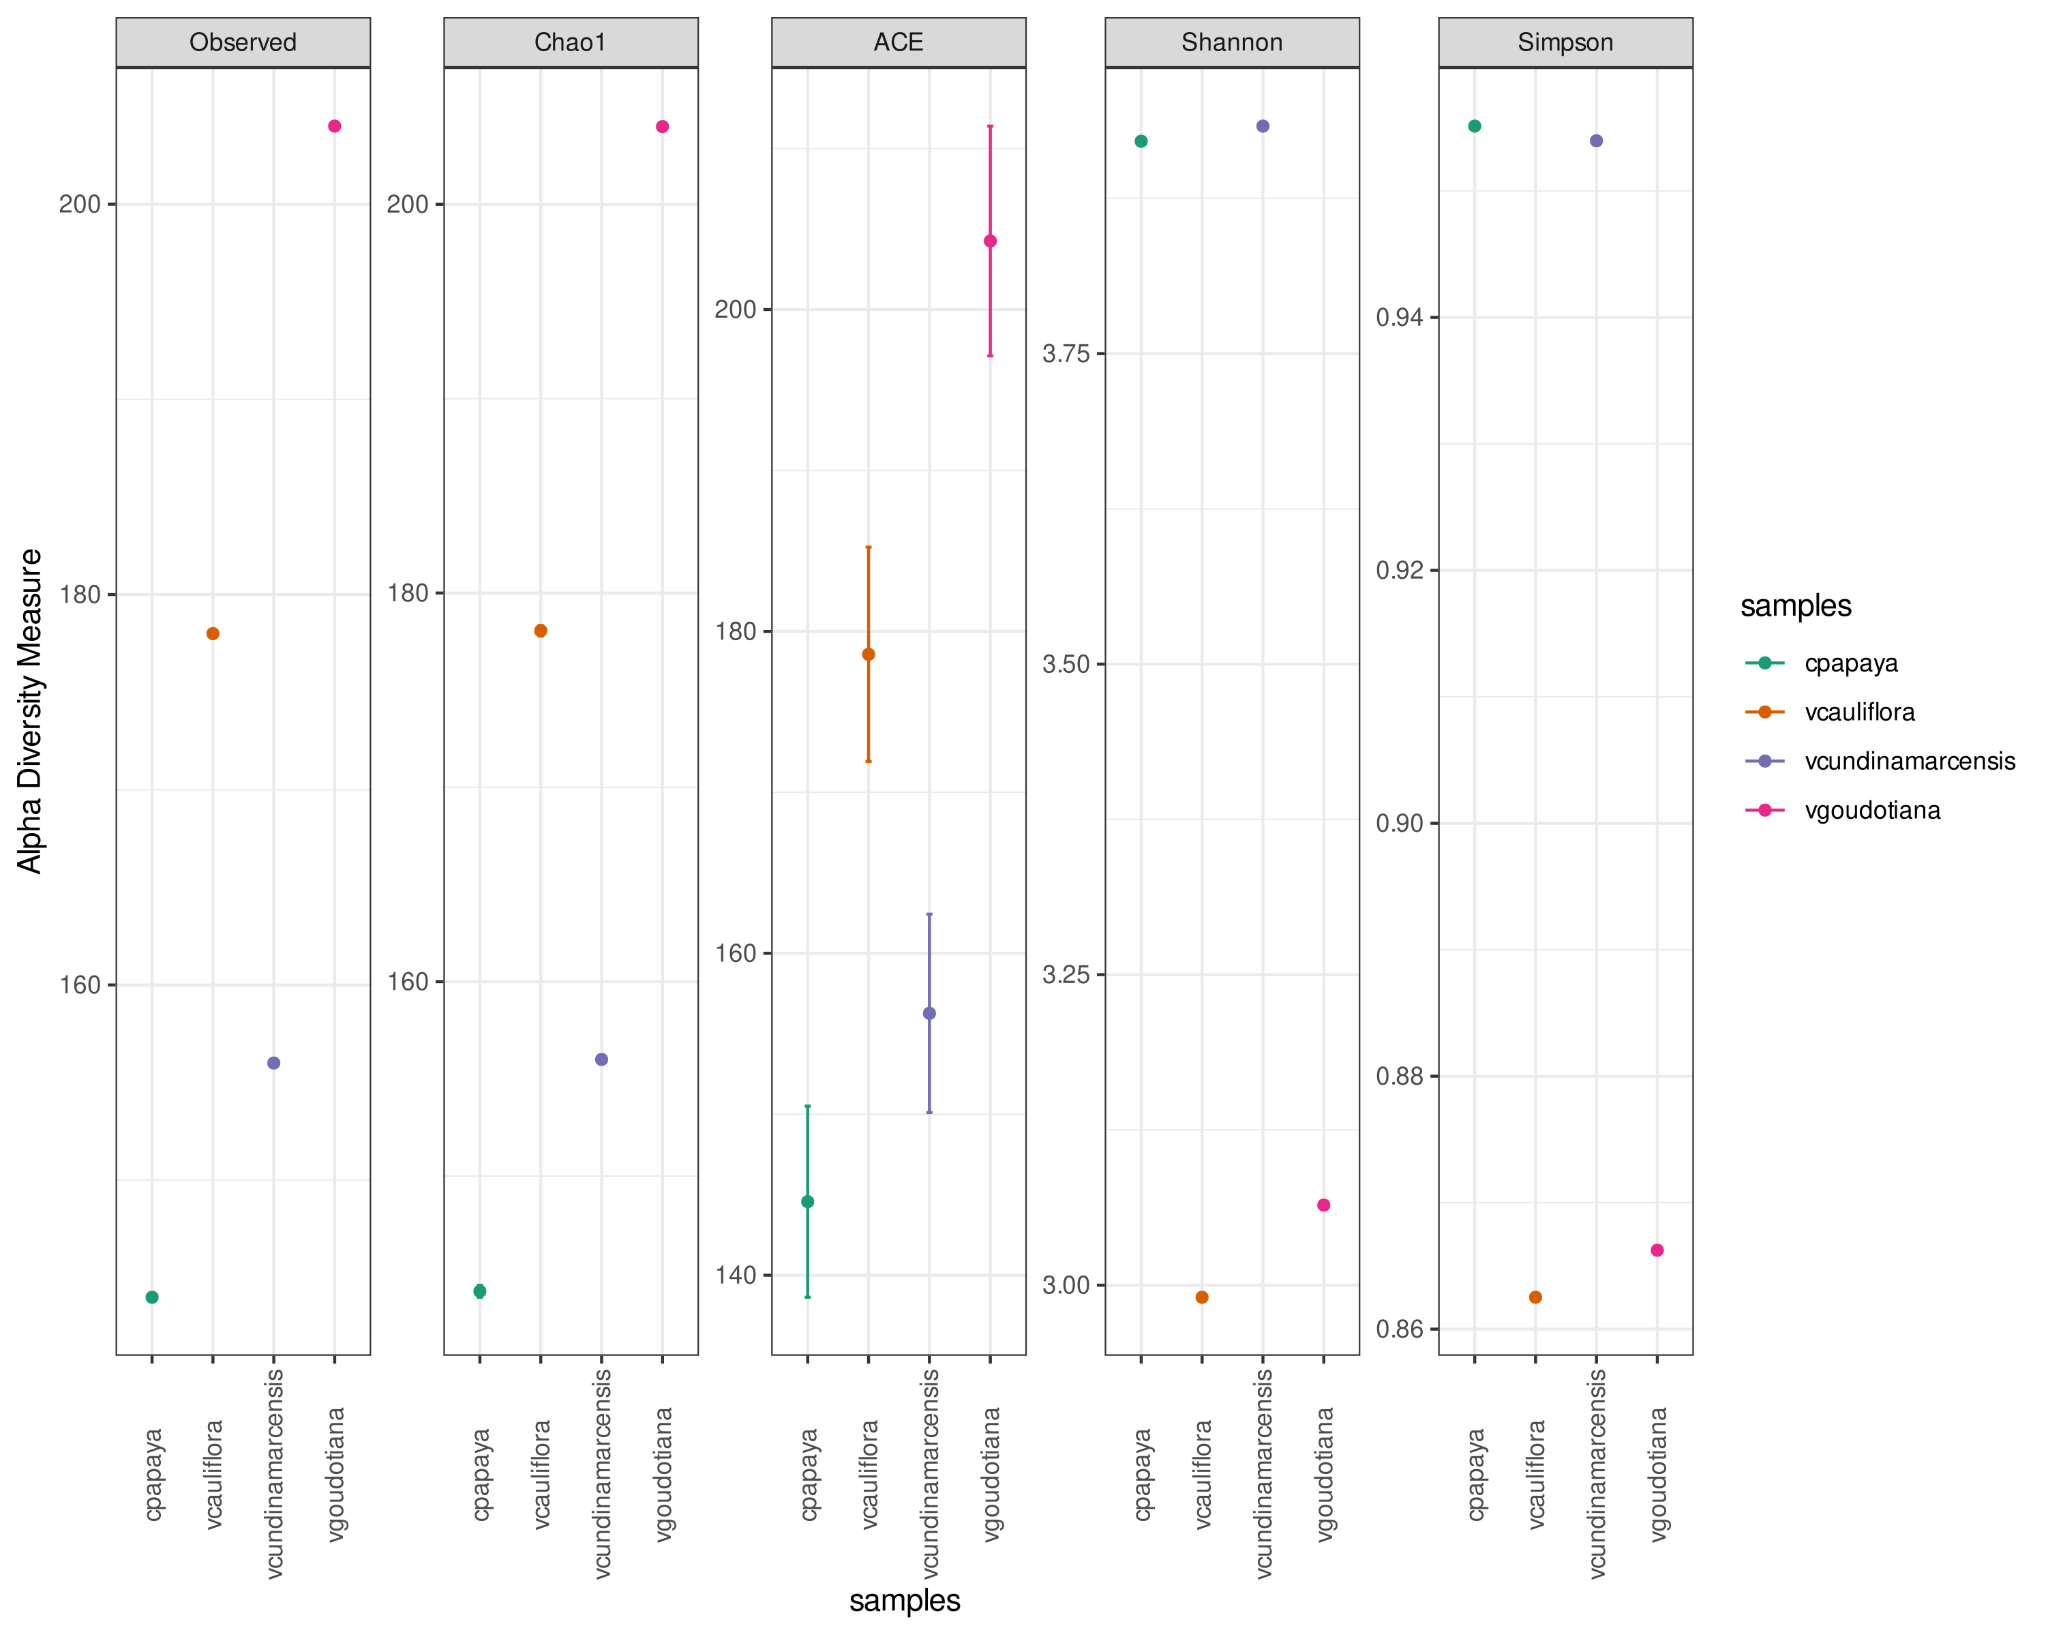 Observed
Chao1
ACE
Shannon
Simpson
Alpha Diversity Measure
200
180
160
200
180
160
200
180
160
140
3.75
3.50
3.25
3.00
0.94
0.92
0.90
0.88
0.86
cpapaya
vcauliflora
vcundinamarcensis
vgoudotiana
cpapaya
vcauliflora
vcundinamarcensis
vgoudotiana
cpapaya
vcauliflora
vcundinamarcensis
vgoudotiana
cpapaya
vcauliflora
vcundinamarcensis
vgoudotiana
cpapaya
vcauliflora
vcundinamarcensis
vgoudotiana
samples
samples
cpapaya
vcauliflora
vcundinamarcensis
vgoudotiana